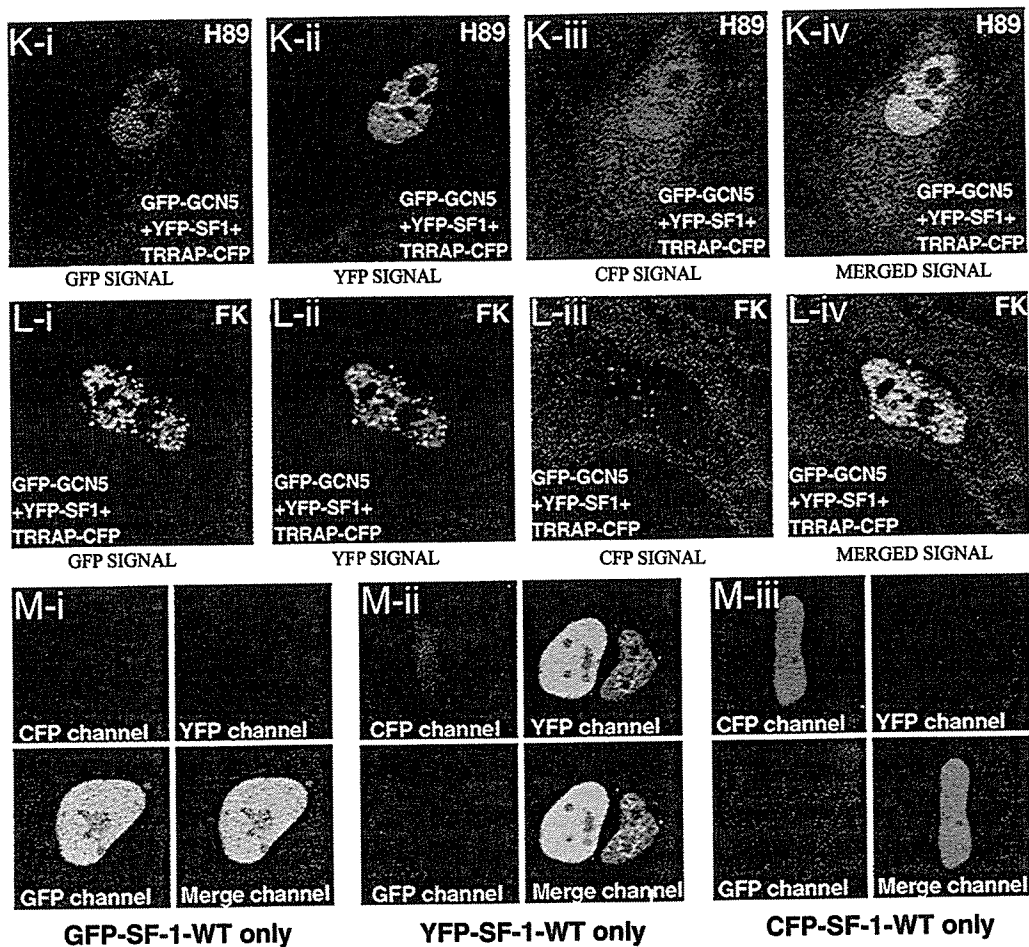 K-i H89
GFP-GCN5
+YFP-SF1+
TRRAP-CFP
GFP SIGNAL
K-ii H89
GFP-GCN5
+YFP-SF1+
TRRAP-CFP
YFP SIGNAL
K-iii H89
GFP-GCN5
+YFP-SF1+
TRRAP-CFP
CFP SIGNAL
K-iv H89
GFP-GCN5
+YFP-SF1+
TRRAP-CFP
MERGED SIGNAL
L-i FK
GFP-GCN5
+YFP-SF1+
TRRAP-CFP
GFP SIGNAL
L-ii FK
GFP-GCN5
+YFP-SF1+
TRRAP-CFP
YFP SIGNAL
L-iii FK
GFP-GCN5
+YFP-SF1+
TRRAP-CFP
CFP SIGNAL
L-iv FK
GFP-GCN5
+YFP-SF1+
TRRAP-CFP
MERGED SIGNAL
M-i
CFP channel
YFP channel
GFP channel
Merge channel
GFP-SF-1-WT only
M-ii
YFP channel
GFP channel
Merge channel
YFP-SF-1-WT only
M-iii
CFP channel
YFP channel
GFP channel
Merge channel
CFP-SF-1-WT only